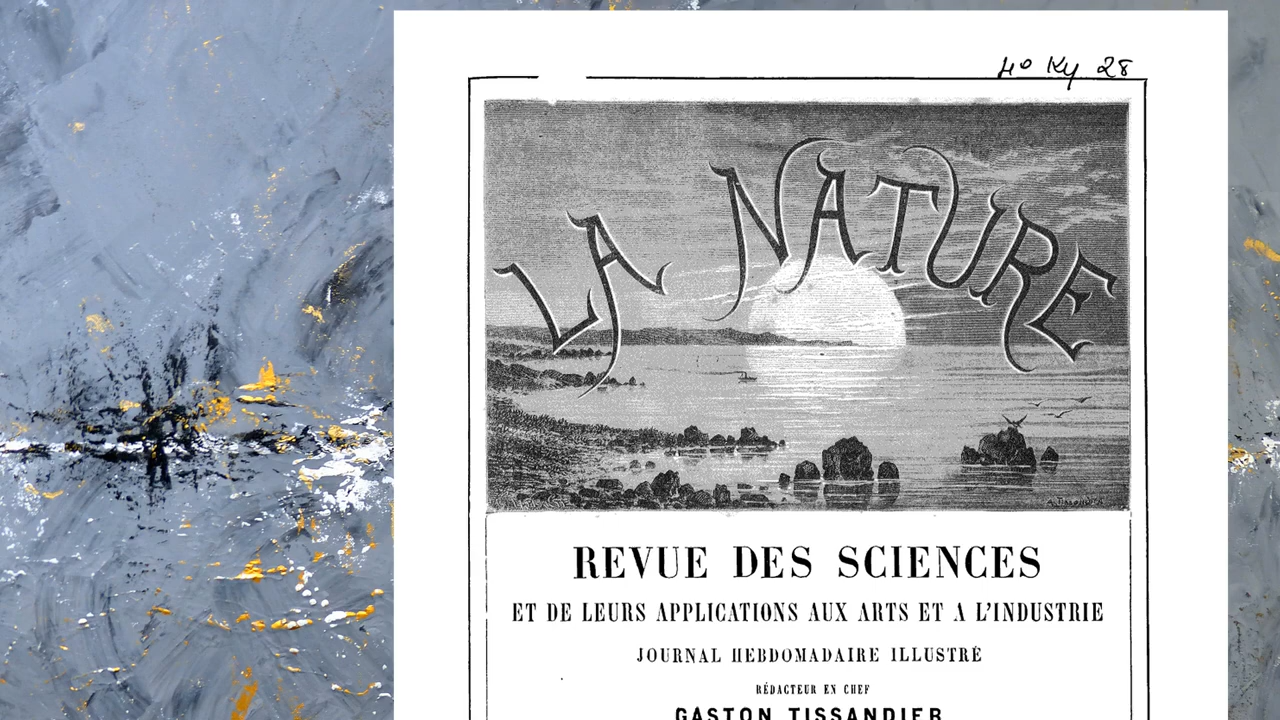 4º Ky 28
LA NATURE
REVUE DES SCIENCES
ET DE LEURS APPLICATIONS AUX ARTS ET A L'INDUSTRIE
JOURNAL HEBDOMADAIRE ILLUSTRÉ
RÉDACTEUR EN CHEF
GASTON TISSANDIER